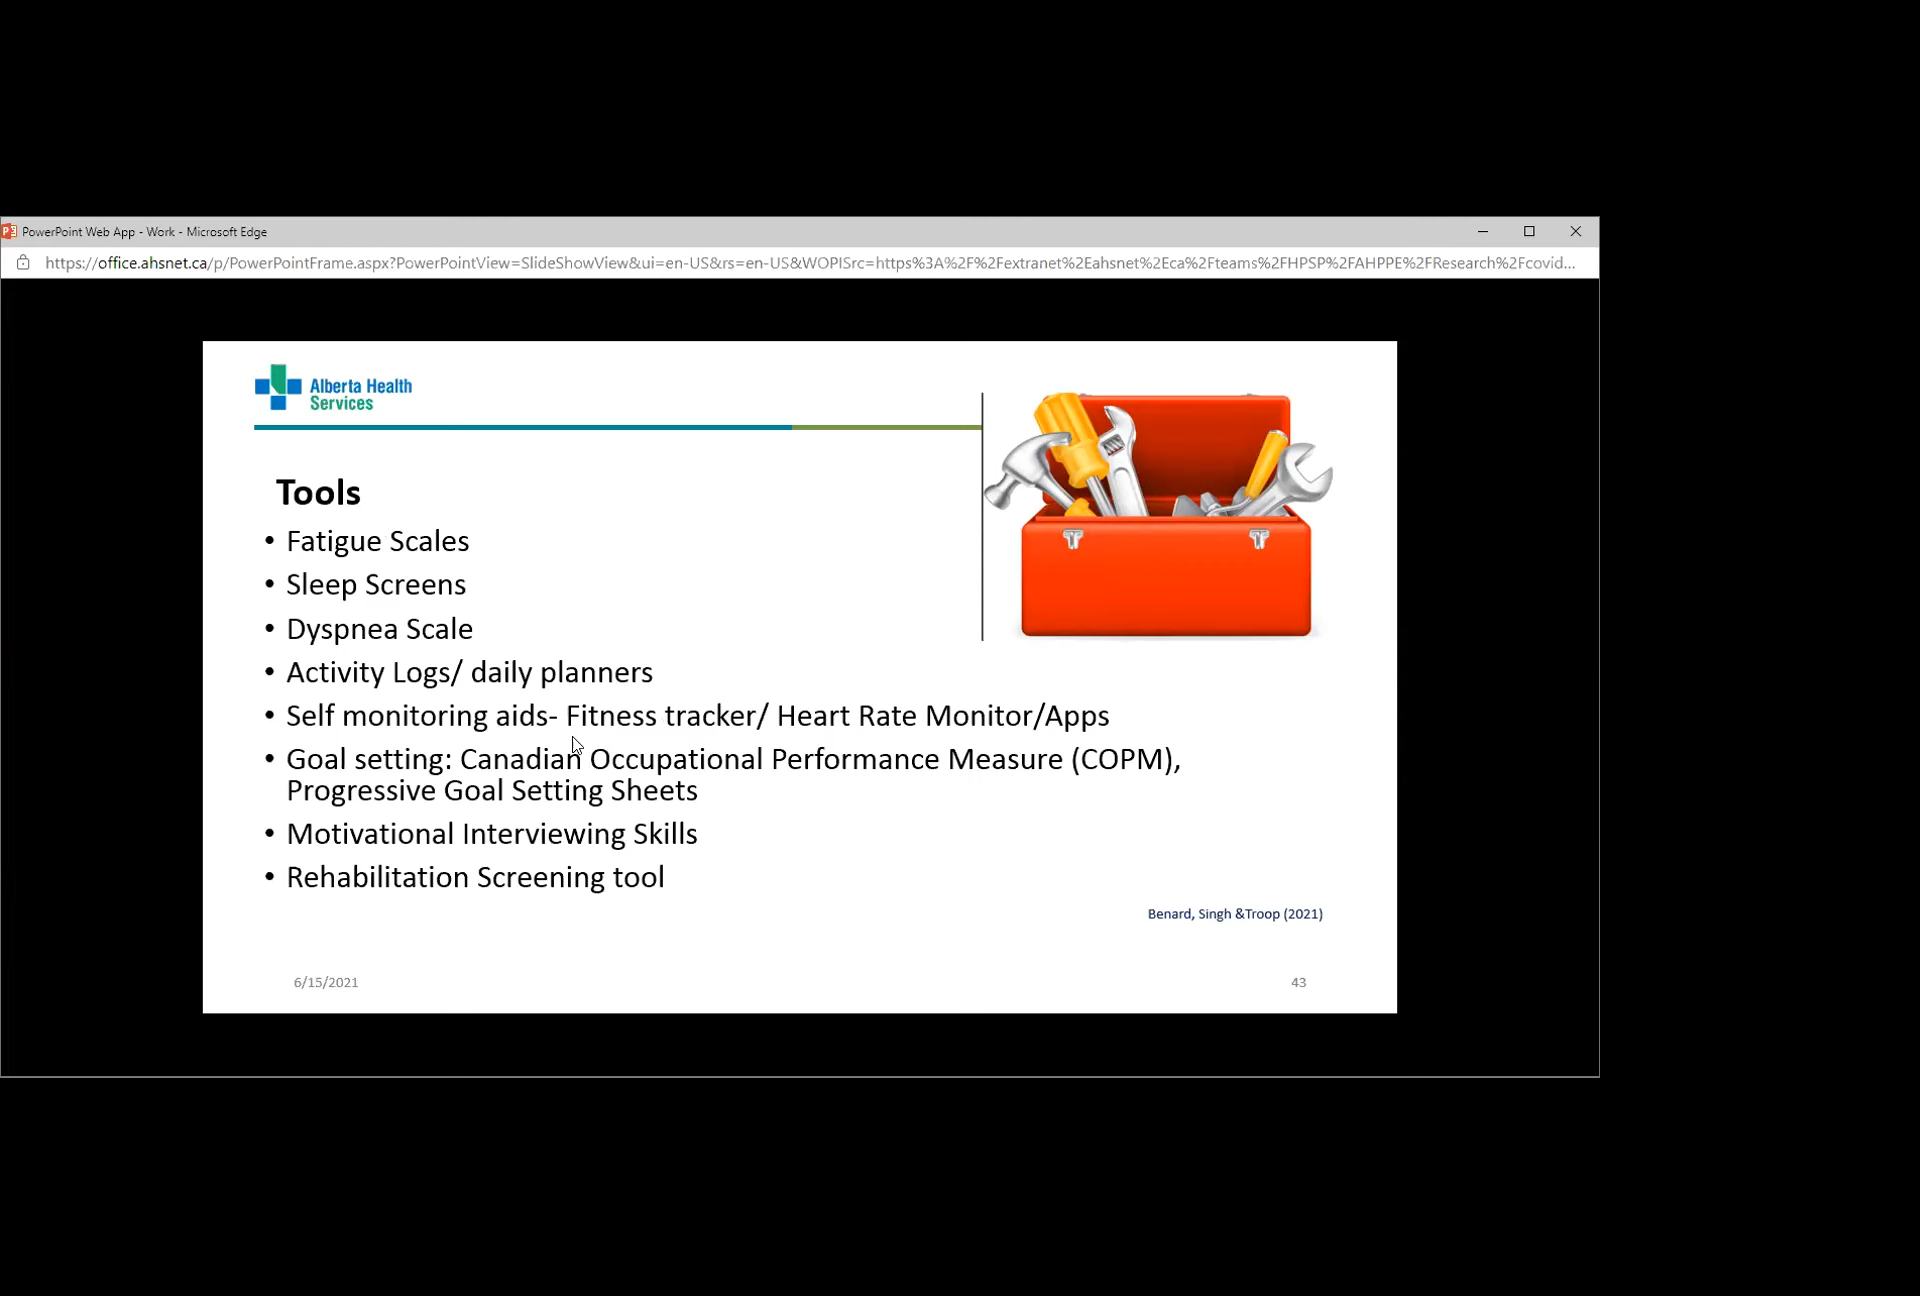 PowerPoint Web App - Work - Microsoft Edge
https://office.ahsnet.ca/p/PowerPointFrame.aspx?PowerPointView=SlideShowView&ui=en-US&rs=en-US&WOPISrc=https%3A%2F%2Fextranet%2Eahsnet%2Eca%2Fteams%2FHPSP%2FAHPPE%2FResearch%2Fcovid...
Alberta Health
Services
Tools
• Fatigue Scales
• Sleep Screens
• Dyspnea Scale
• Activity Logs/ daily planners
• Self monitoring aids- Fitness tracker/ Heart Rate Monitor/Apps
• Goal setting: Canadian Occupational Performance Measure (COPM),
Progressive Goal Setting Sheets
• Motivational Interviewing Skills
• Rehabilitation Screening tool
Benard, Singh &Troop (2021)
6/15/2021
43